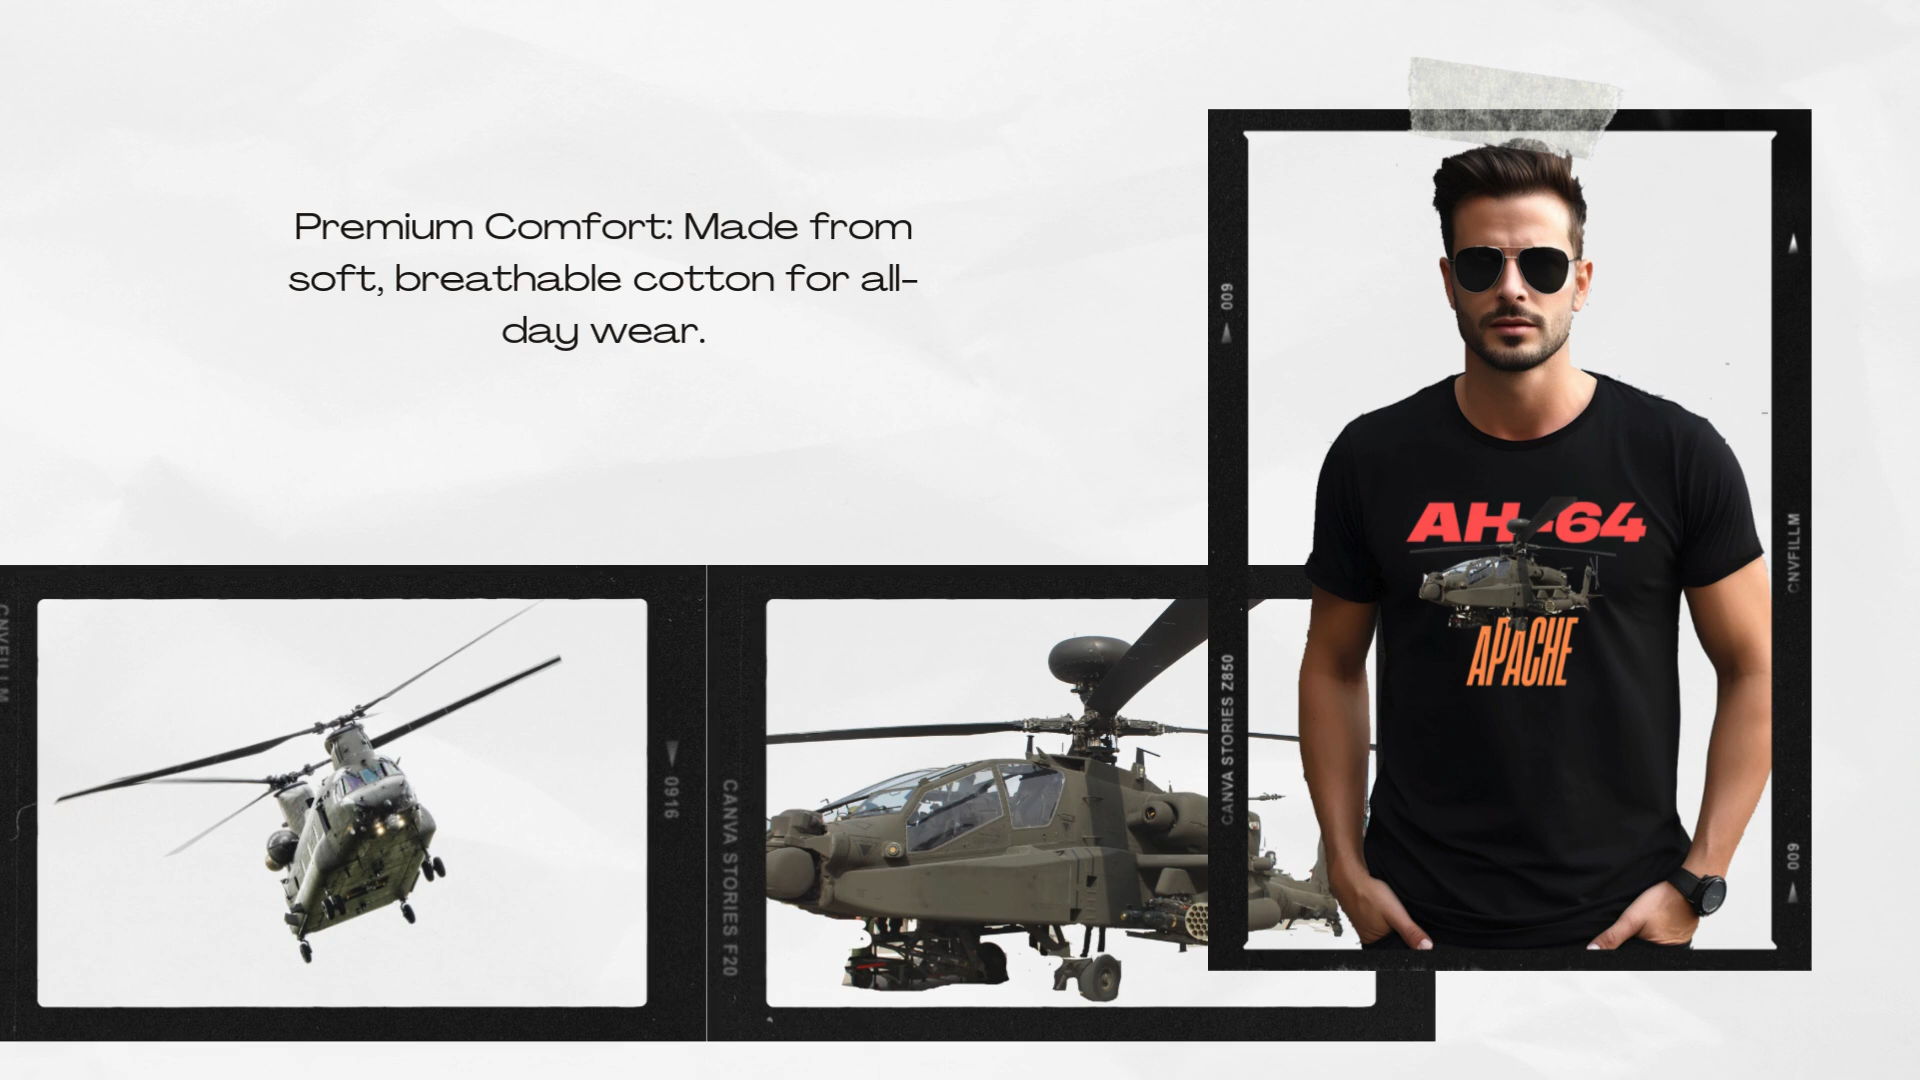 Premium Comfort: Made from
soft, breathable cotton for all-
day wear.
009
CANVA STORIES Z850
AH-64
APACHE
CNVFILLM
009
CNVFILLM
0916
CANVA STORIES F20